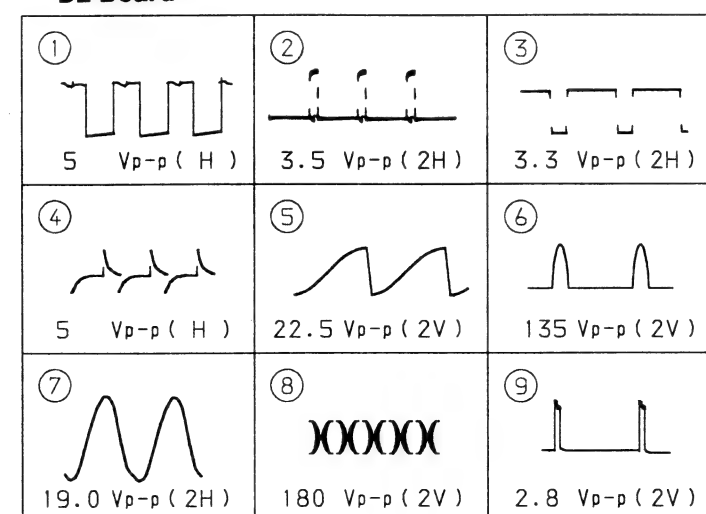 ① ② ③
5 Vp-p ( H ) 3.5 Vp-p ( 2H ) 3.3 Vp-p ( 2H )
④ ⑤ ⑥
5 Vp-p ( H ) 22.5 Vp-p ( 2V ) 135 Vp-p ( 2V )
⑦ ⑧ ⑨
19.0 Vp-p ( 2H ) 180 Vp-p ( 2V ) 2.8 Vp-p ( 2V )